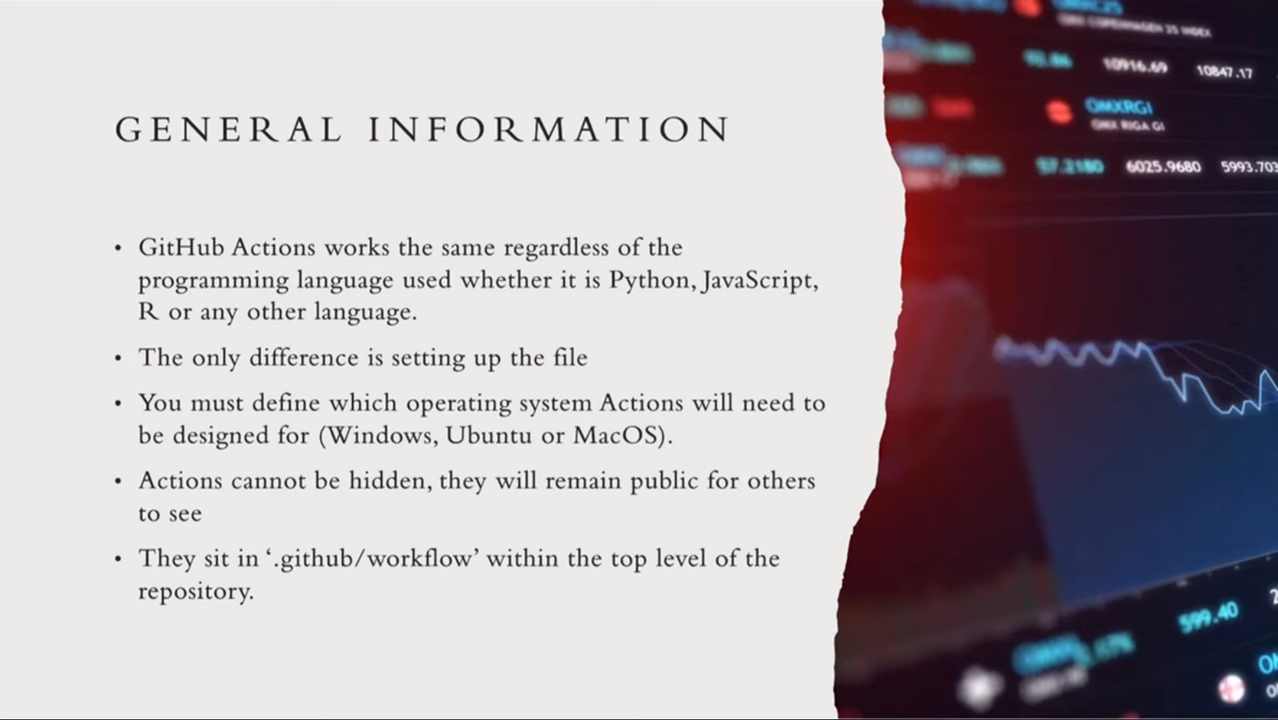 GENERAL INFORMATION
• GitHub Actions works the same regardless of the
programming language used whether it is Python, JavaScript,
R or any other language.
• The only difference is setting up the file
• You must define which operating system Actions will need to
be designed for (Windows, Ubuntu or MacOS).
• Actions cannot be hidden, they will remain public for others
to see
• They sit in ‘.github/workflow’ within the top level of the
repository.
OMX COPENHAGEN 25 INDEX
10916.69 10847.17
OMXRGI
OMX RIGA GI
57.2180 6025.9680 5993.703
599.40